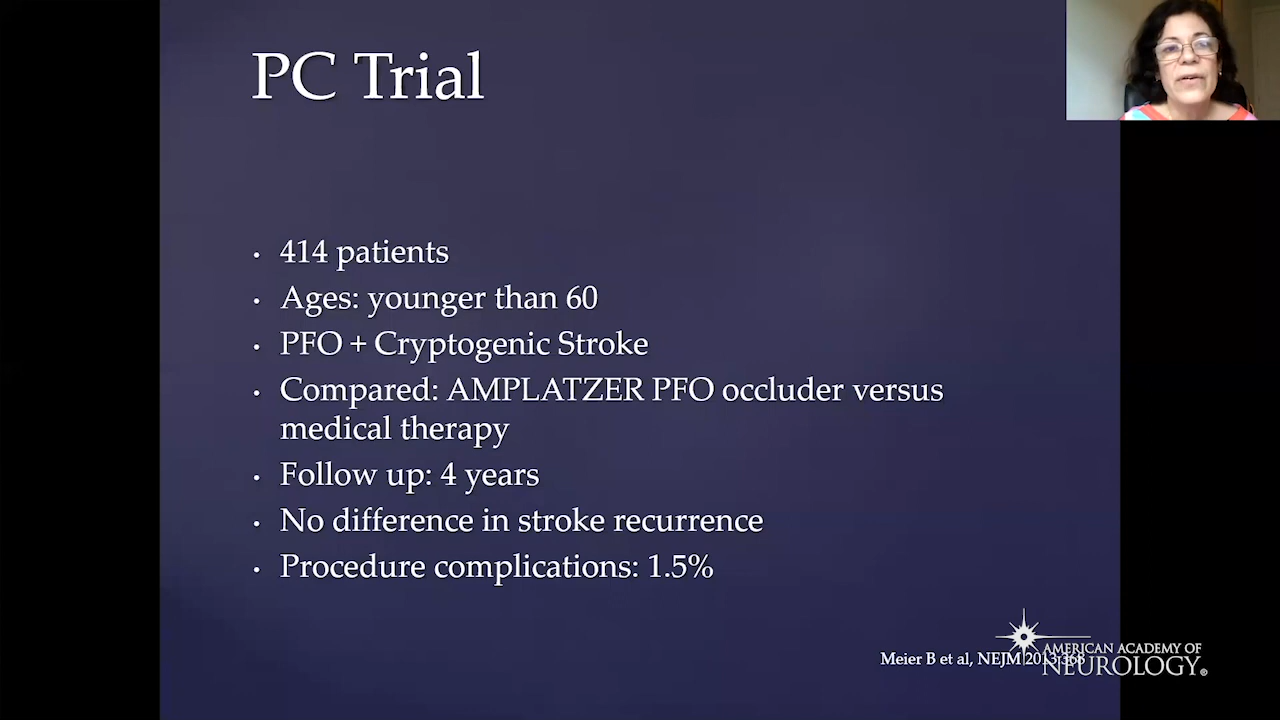 PC Trial
• 414 patients
• Ages: younger than 60
• PFO + Cryptogenic Stroke
• Compared: AMPLATZER PFO occluder versus
medical therapy
• Follow up: 4 years
• No difference in stroke recurrence
• Procedure complications: 1.5%
Meier B et al, NEJM 2013;368
AMERICAN ACADEMY OF
NEUROLOGY®